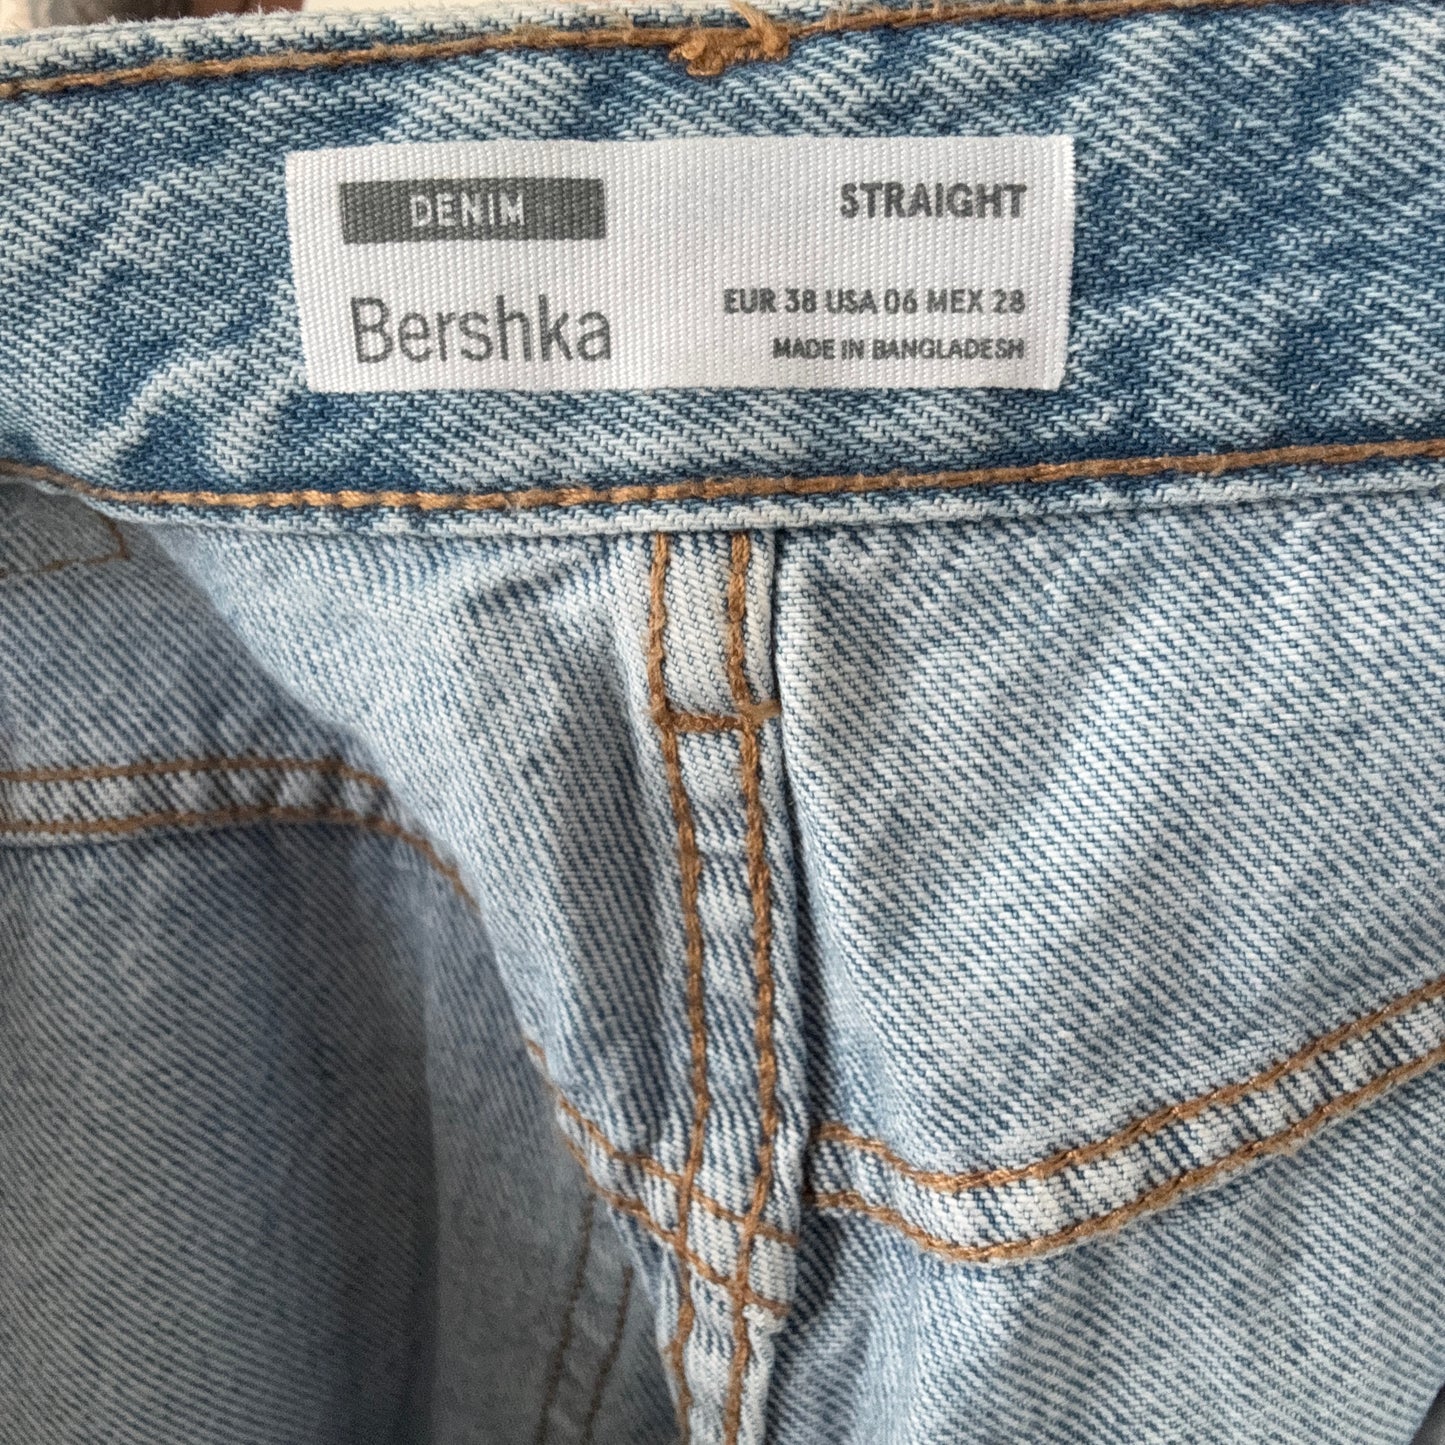 DENIM
Bershka
STRAIGHT
EUR 38 USA 06 MEX 28
MADE IN BANGLADESH